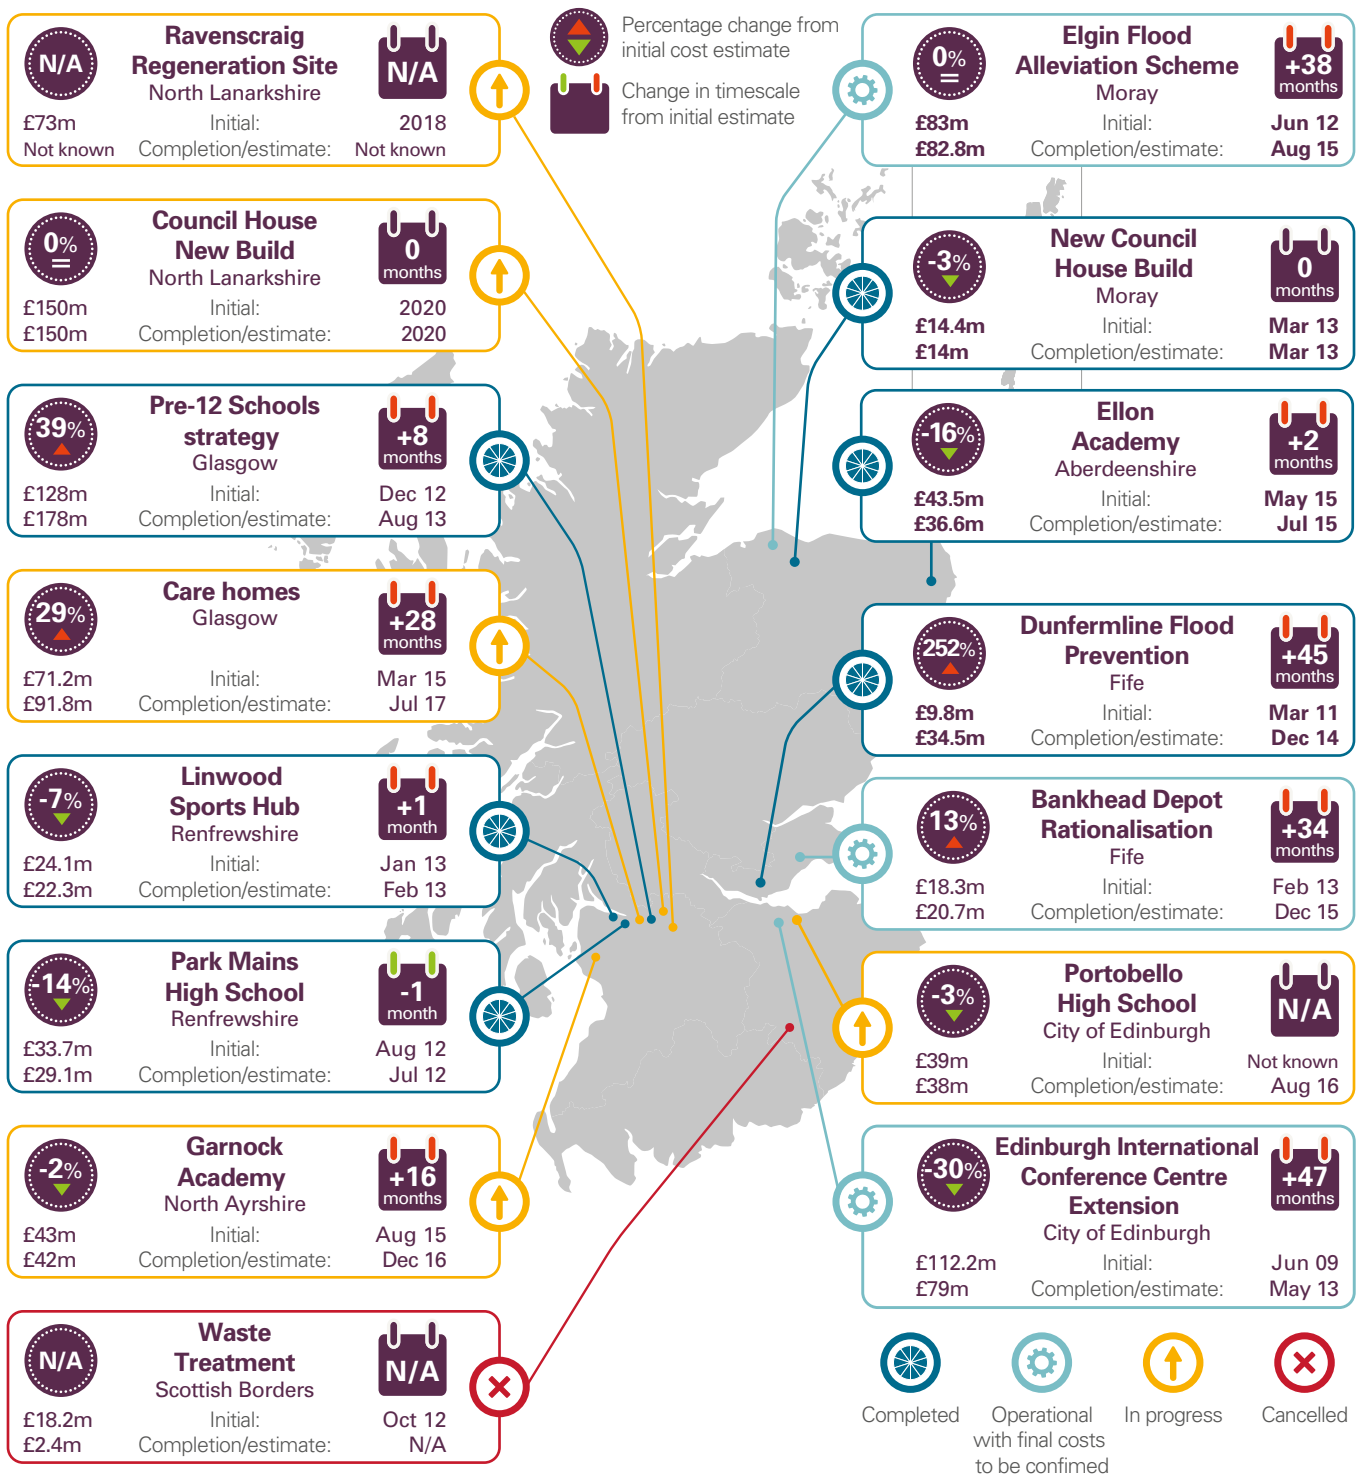 Percentage change from
initial cost estimate
Change in timescale
from initial estimate
N/A
Ravenscraig
Regeneration Site
North Lanarkshire
N/A
£73m Initial: 2018
Not known Completion/estimate: Not known
0%
=
Council House
New Build
North Lanarkshire
0
months
£150m Initial: 2020
£150m Completion/estimate: 2020
39%
Pre-12 Schools
strategy
Glasgow
+8
months
£128m Initial: Dec 12
£178m Completion/estimate: Aug 13
29%
Care homes
Glasgow
+28
months
£71.2m Initial: Mar 15
£91.8m Completion/estimate: Jul 17
-7%
Linwood
Sports Hub
Renfrewshire
+1
month
£24.1m Initial: Jan 13
£22.3m Completion/estimate: Feb 13
-14%
Park Mains
High School
Renfrewshire
-1
month
£33.7m Initial: Aug 12
£29.1m Completion/estimate: Jul 12
-2%
Garnock
Academy
North Ayrshire
+16
months
£43m Initial: Aug 15
£42m Completion/estimate: Dec 16
N/A
Waste
Treatment
Scottish Borders
N/A
£18.2m Initial: Oct 12
£2.4m Completion/estimate: N/A
0%
=
Elgin Flood
Alleviation Scheme
Moray
+38
months
£83m Initial: Jun 12
£82.8m Completion/estimate: Aug 15
-3%
New Council
House Build
Moray
0
months
£14.4m Initial: Mar 13
£14m Completion/estimate: Mar 13
-16%
Ellon
Academy
Aberdeenshire
+2
months
£43.5m Initial: May 15
£36.6m Completion/estimate: Jul 15
252%
Dunfermline Flood
Prevention
Fife
+45
months
£9.8m Initial: Mar 11
£34.5m Completion/estimate: Dec 14
13%
Bankhead Depot
Rationalisation
Fife
+34
months
£18.3m Initial: Feb 13
£20.7m Completion/estimate: Dec 15
-3%
Portobello
High School
City of Edinburgh
N/A
£39m Initial: Not known
£38m Completion/estimate: Aug 16
-30%
Edinburgh International
Conference Centre
Extension
City of Edinburgh
+47
months
£112.2m Initial: Jun 09
£79m Completion/estimate: May 13
Completed
Operational
with final costs
to be confimed
In progress
Cancelled